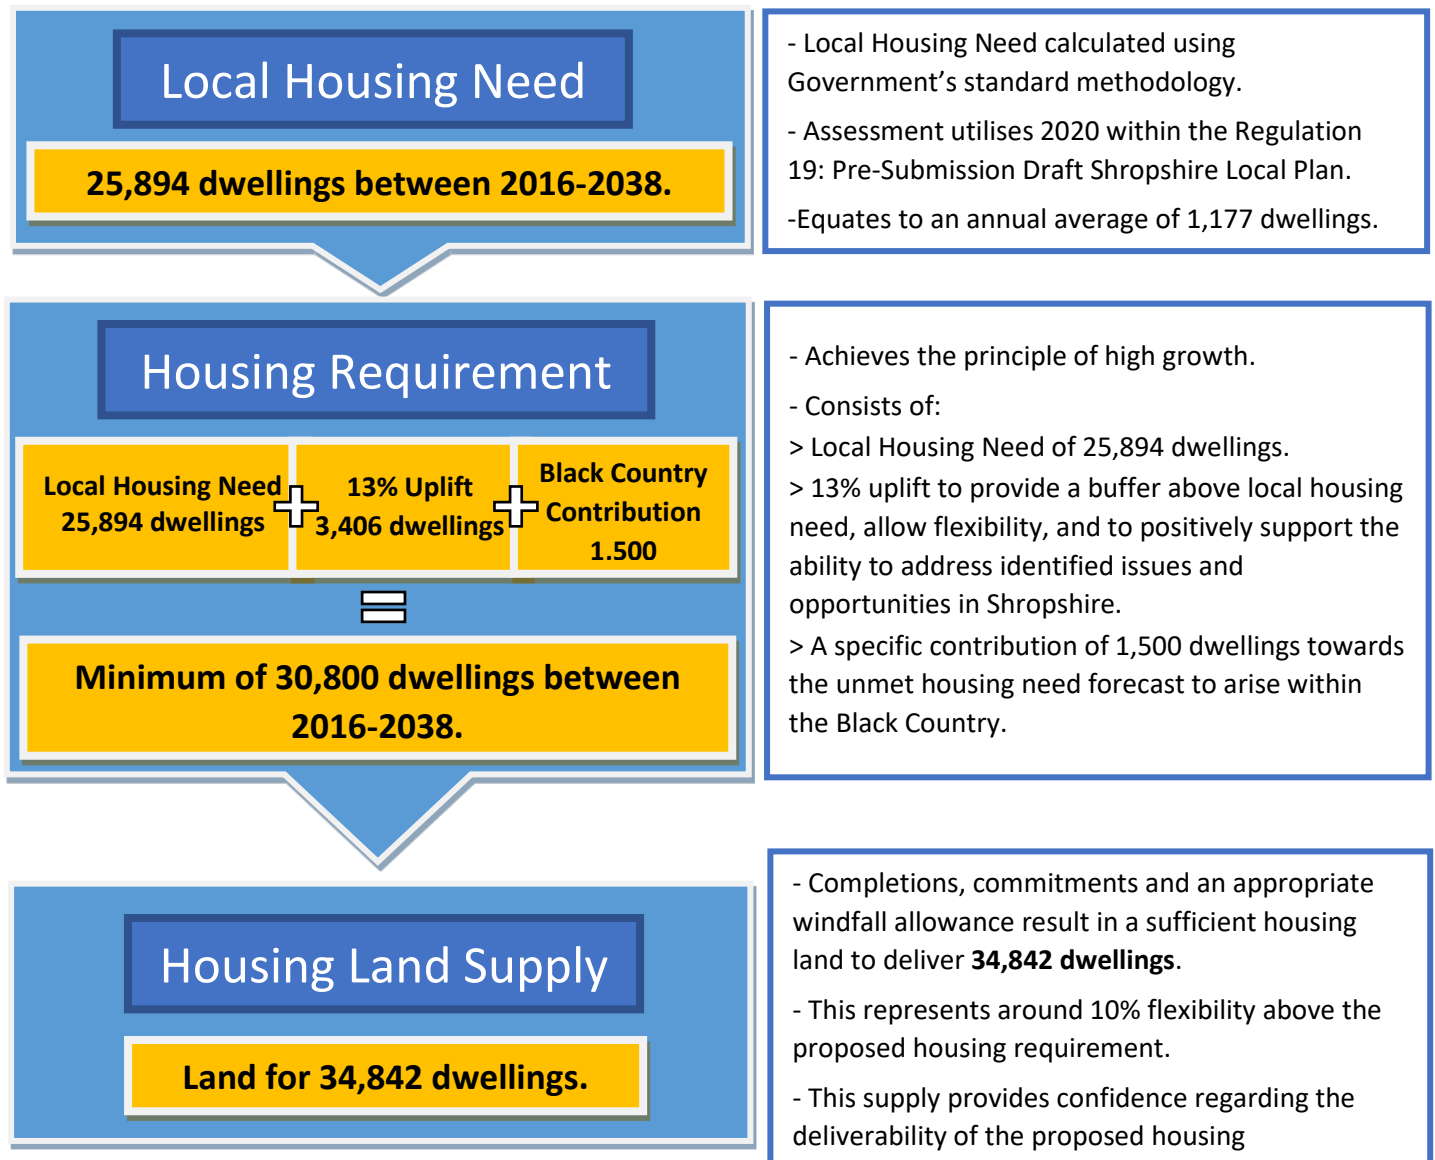 Local Housing Need
25,894 dwellings between 2016-2038.
- Local Housing Need calculated using
Government's standard methodology.
- Assessment utilises 2020 within the Regulation
19: Pre-Submission Draft Shropshire Local Plan.
-Equates to an annual average of 1,177 dwellings.
Housing Requirement
Local Housing Need
25,894 dwellings
+
13% Uplift
3,406 dwellings
+
Black Country
Contribution
1.500
=
Minimum of 30,800 dwellings between
2016-2038.
- Achieves the principle of high growth.
- Consists of:
> Local Housing Need of 25,894 dwellings.
> 13% uplift to provide a buffer above local housing
need, allow flexibility, and to positively support the
ability to address identified issues and
opportunities in Shropshire.
> A specific contribution of 1,500 dwellings towards
the unmet housing need forecast to arise within
the Black Country.
Housing Land Supply
Land for 34,842 dwellings.
- Completions, commitments and an appropriate
windfall allowance result in a sufficient housing
land to deliver 34,842 dwellings.
- This represents around 10% flexibility above the
proposed housing requirement.
- This supply provides confidence regarding the
deliverability of the proposed housing